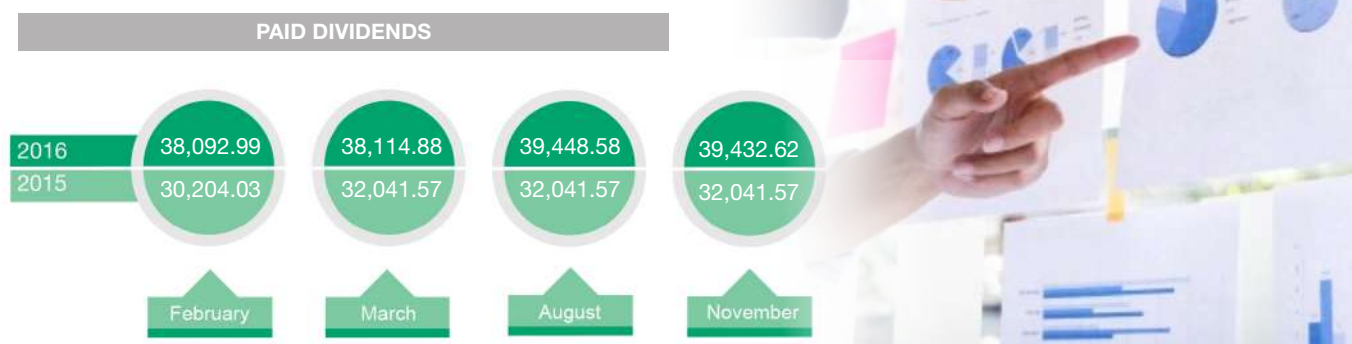 PAID DIVIDENDS
2016 38,092.99 38,114.88 39,448.58 39,432.62
2015 30,204.03 32,041.57 32,041.57 32,041.57
February March August November